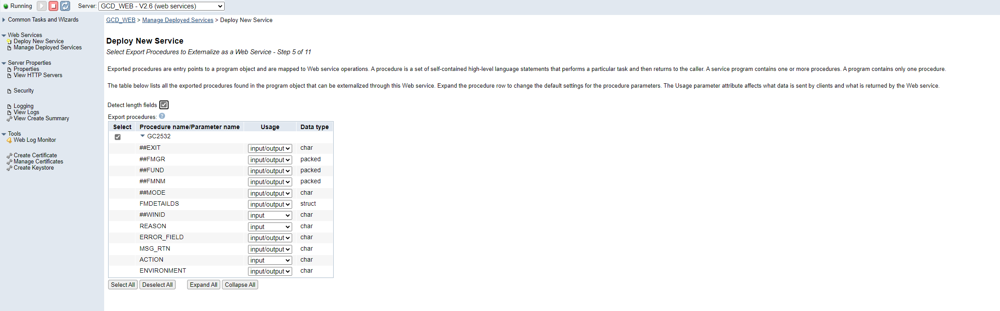 Running Server: GCD_WEB - V2.6 (web services)
Common Tasks and Wizards
Web Services
Deploy New Service
Manage Deployed Services
Server Properties
Properties
View HTTP Servers
Security
Logging
View Logs
View Create Summary
Tools
Web Log Monitor
Create Certificate
Manage Certificates
Create Keystore
GCD_WEB > Manage Deployed Services > Deploy New Service
Deploy New Service
Select Export Procedures to Externalize as a Web Service - Step 5 of 11
Exported procedures are entry points to a program object and are mapped to Web service operations. A procedure is a set of self-contained high-level language statements that performs a particular task and then returns to the caller. A service program contains one or more procedures. A program contains only one procedure.
The table below lists all the exported procedures found in the program object that can be externalized through this Web service. Expand the procedure row to change the default settings for the procedure parameters. The Usage parameter attribute affects what data is sent by clients and what is returned by the Web service.
Detect length fields
Export procedures: ?
Select Procedure name/Parameter name Usage Data type
GC2532
##EXIT input/output char
##FMGR input/output packed
##FUND input/output packed
##FMNM input/output packed
##MODE input/output char
FMDETAILDS input/output struct
##WINID input char
REASON input char
ERROR_FIELD input/output char
MSG_RTN input/output char
ACTION input char
ENVIRONMENT input/output char
Select All Deselect All Expand All Collapse All